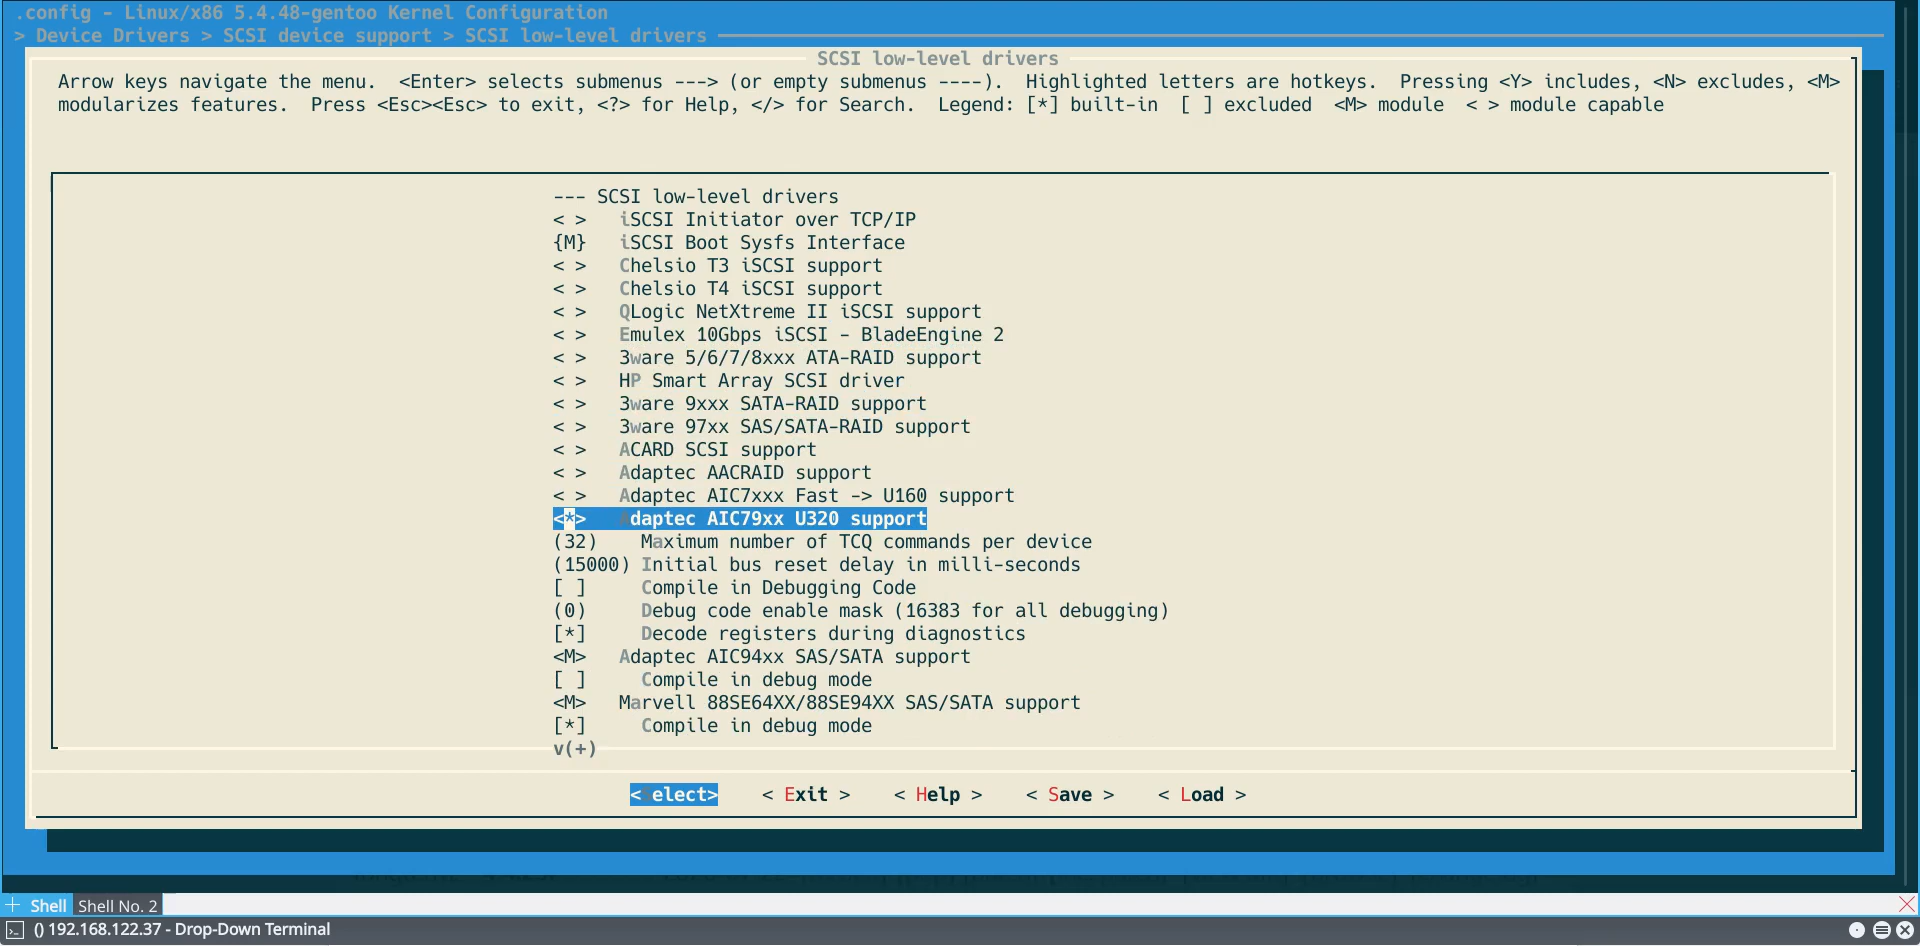 .config - Linux/x86 5.4.48-gentoo Kernel Configuration
> Device Drivers > SCSI device support > SCSI low-level drivers
SCSI low-level drivers
Arrow keys navigate the menu.  <Enter> selects submenus ---> (or empty submenus ----).  Highlighted letters are hotkeys.  Pressing <Y> includes, <N> excludes, <M>
modularizes features.  Press <Esc><Esc> to exit, <?> for Help, </> for Search.  Legend: [*] built-in  [ ] excluded  <M> module  < > module capable
--- SCSI low-level drivers
< >   iSCSI Initiator over TCP/IP
{M}   iSCSI Boot Sysfs Interface
< >   Chelsio T3 iSCSI support
< >   Chelsio T4 iSCSI support
< >   QLogic NetXtreme II iSCSI support
< >   Emulex 10Gbps iSCSI - BladeEngine 2
< >   3ware 5/6/7/8xxx ATA-RAID support
< >   HP Smart Array SCSI driver
< >   3ware 9xxx SATA-RAID support
< >   3ware 97xx SAS/SATA-RAID support
< >   ACARD SCSI support
< >   Adaptec AACRAID support
< >   Adaptec AIC7xxx Fast -> U160 support
<*>   Adaptec AIC79xx U320 support
(32)    Maximum number of TCQ commands per device
(15000) Initial bus reset delay in milli-seconds
[ ]     Compile in Debugging Code
(0)     Debug code enable mask (16383 for all debugging)
[*]     Decode registers during diagnostics
<M>   Adaptec AIC94xx SAS/SATA support
[ ]     Compile in debug mode
<M>   Marvell 88SE64XX/88SE94XX SAS/SATA support
[*]     Compile in debug mode
v(+)
<Select>    < Exit >    < Help >    < Save >    < Load >
Shell  Shell No. 2
() 192.168.122.37 - Drop-Down Terminal